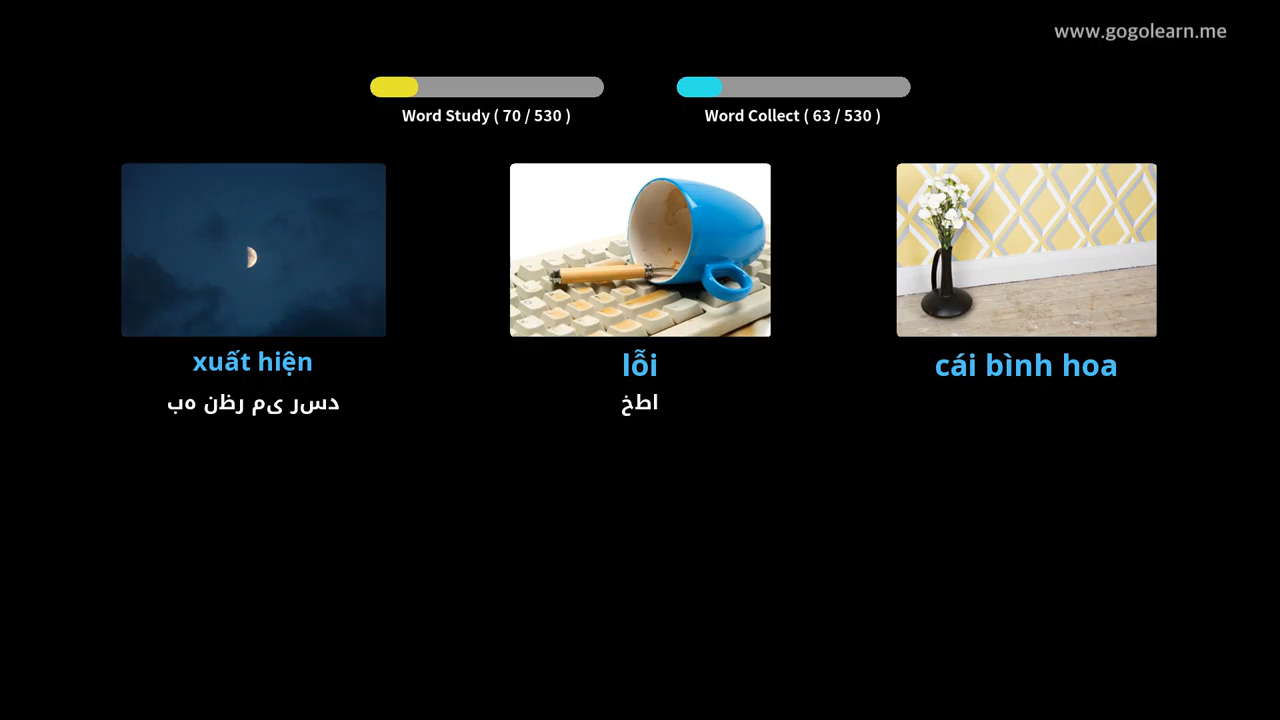 www.gogolearn.me
Word Study ( 70 / 530 )
Word Collect ( 63 / 530 )
xuất hiện
lỗi
cái bình hoa
دسر یم رظن هب
اطخ